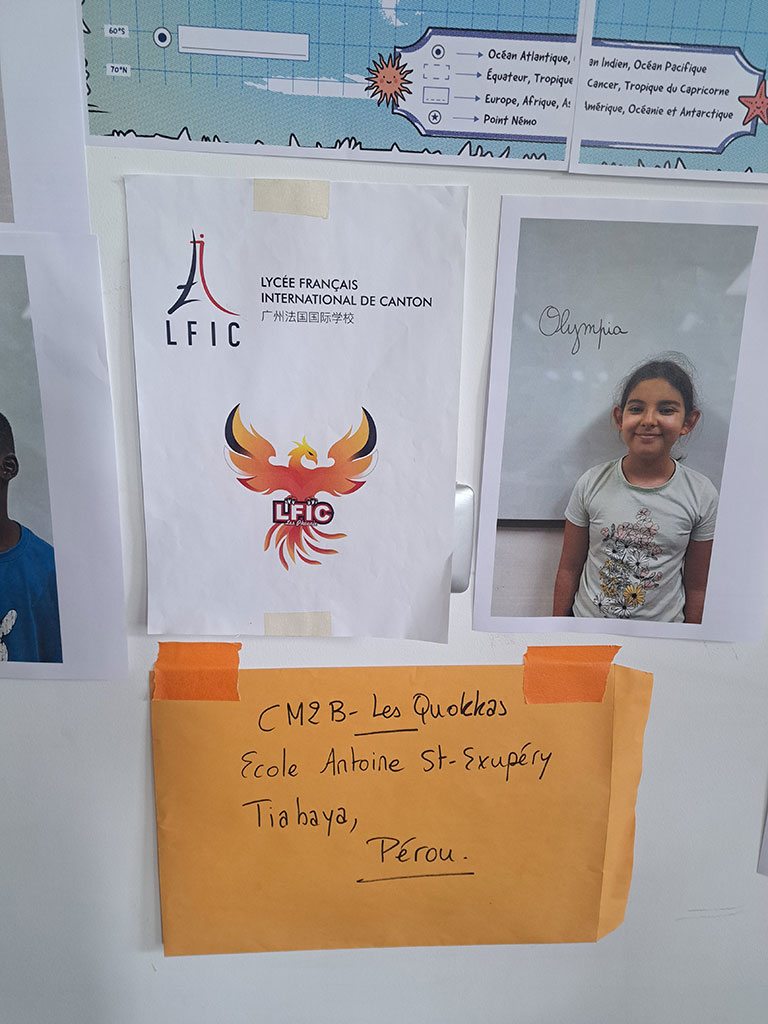 60°S
70°N
Océan Atlantique, an Indien, Océan Pacifique
Équateur, Tropique Cancer, Tropique du Capricorne
Europe, Afrique, As Amérique, Océanie et Antarctique
Point Némo
LFIC
LYCÉE FRANÇAIS
INTERNATIONAL DE CANTON
广州法国国际学校
LFIC
Les Phoenix
Olympia
CM2B- Les Quokkas
Ecole Antoine St-Exupéry
Tiabaya,
Pérou.